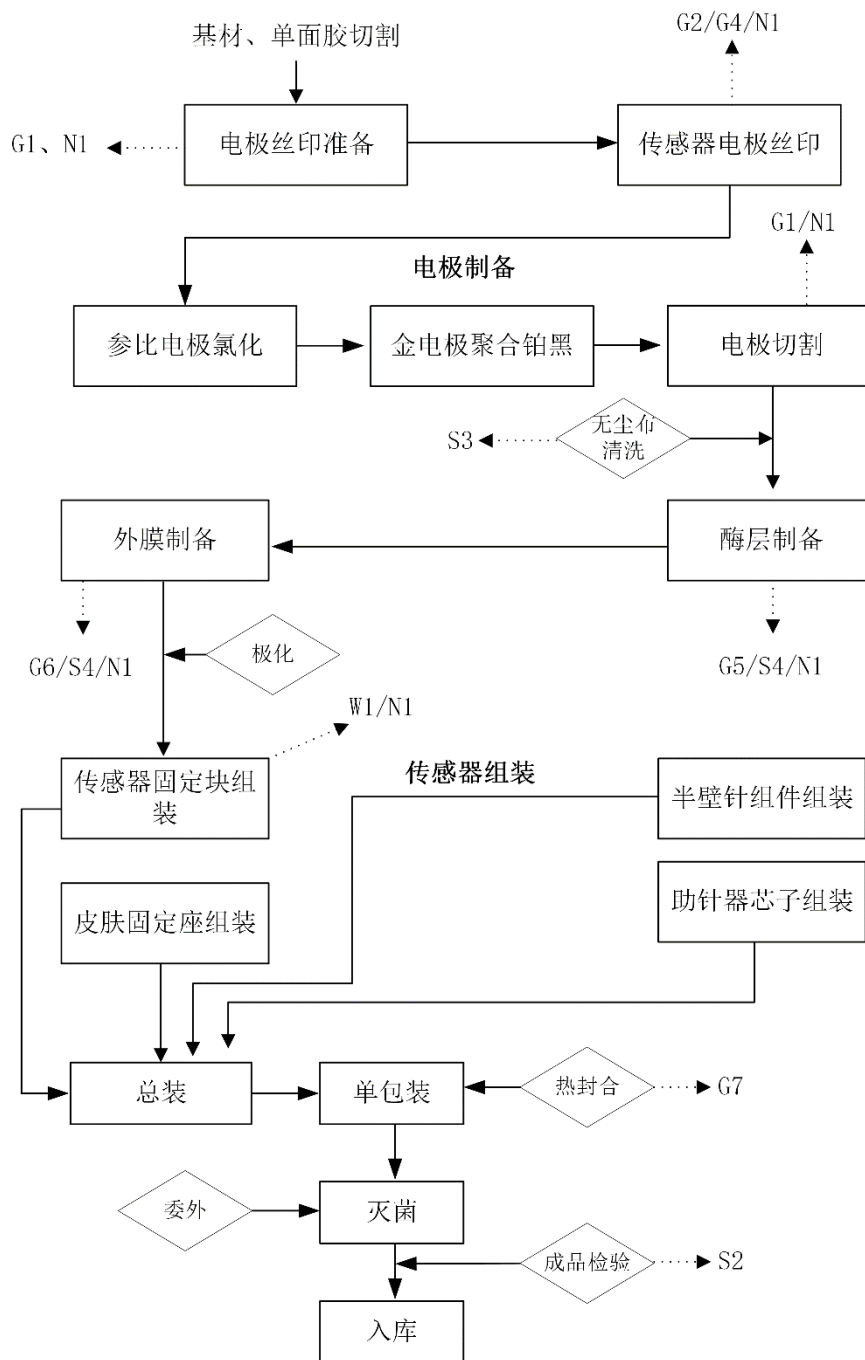 基材、单面胶切割
G2/G4/N1
G1、N1
电极丝印准备
传感器电极丝印
G1/N1
电极制备
参比电极氯化
金电极聚合铂黑
电极切割
S3
无尘布
清洗
外膜制备
酶层制备
G6/S4/N1
极化
G5/S4/N1
W1/N1
传感器固定块组
装
传感器组装
半壁针组件组装
皮肤固定座组装
助针器芯子组装
总装
单包装
热封合
G7
委外
灭菌
成品检验
S2
入库